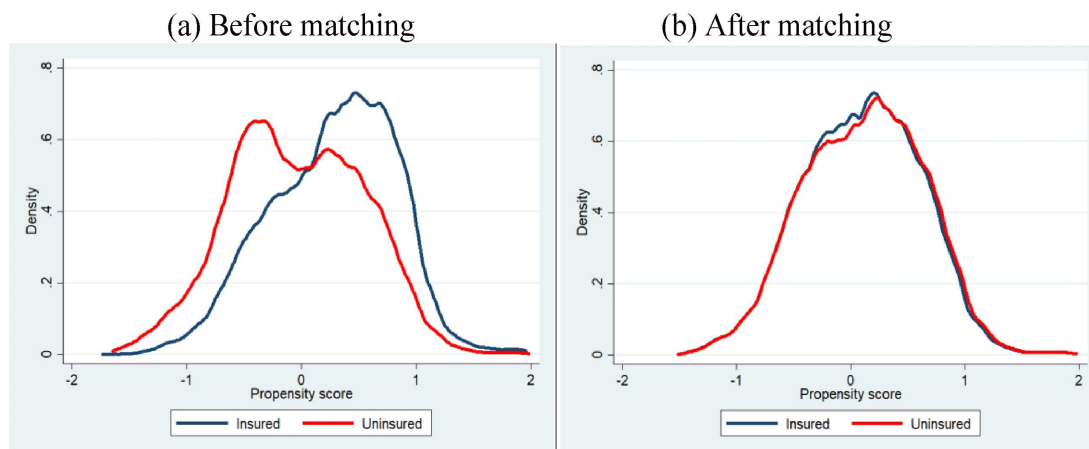 (a) Before matching
.8
.6
.4
.2
0
Density
-2
-1
0
1
2
Propensity score
Insured
Uninsured
(b) After matching
.8
.6
.4
.2
0
Density
-2
-1
0
1
2
Propensity score
Insured
Uninsured